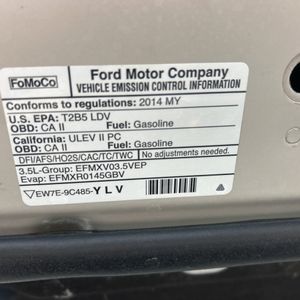 FoMoCo
Ford Motor Company
VEHICLE EMISSION CONTROL INFORMATION
Conforms to regulations: 2014 MY
U.S. EPA: T2B5 LDV
OBD: CA II Fuel: Gasoline
California: ULEV II PC
OBD: CA II Fuel: Gasoline
DFI/AFS/HO2S/CAC/TC/TWC No adjustments needed.
3.5L-Group: EFMXV03.5VEP
Evap: EFMXR0145GBV
EW7E-9C485-YLV